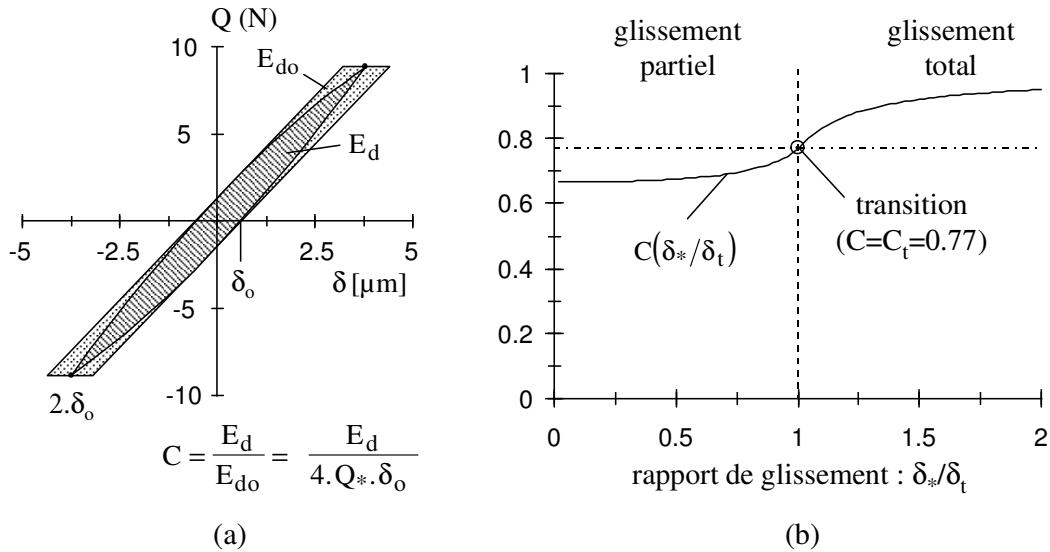 Q (N)
10
5
-5
-10
-5
-2.5
2.5
5
E_do
E_d
δ_o
δ [µm]
2.δ_o
C = E_d / E_do = E_d / 4.Q_*.δ_o
(a)
glissement partiel
glissement total
1
0.8
0.6
0.4
0.2
0
transition
(C=C_t=0.77)
C(δ_*/δ_t)
0
0.5
1
1.5
2
rapport de glissement : δ_*/δ_t
(b)